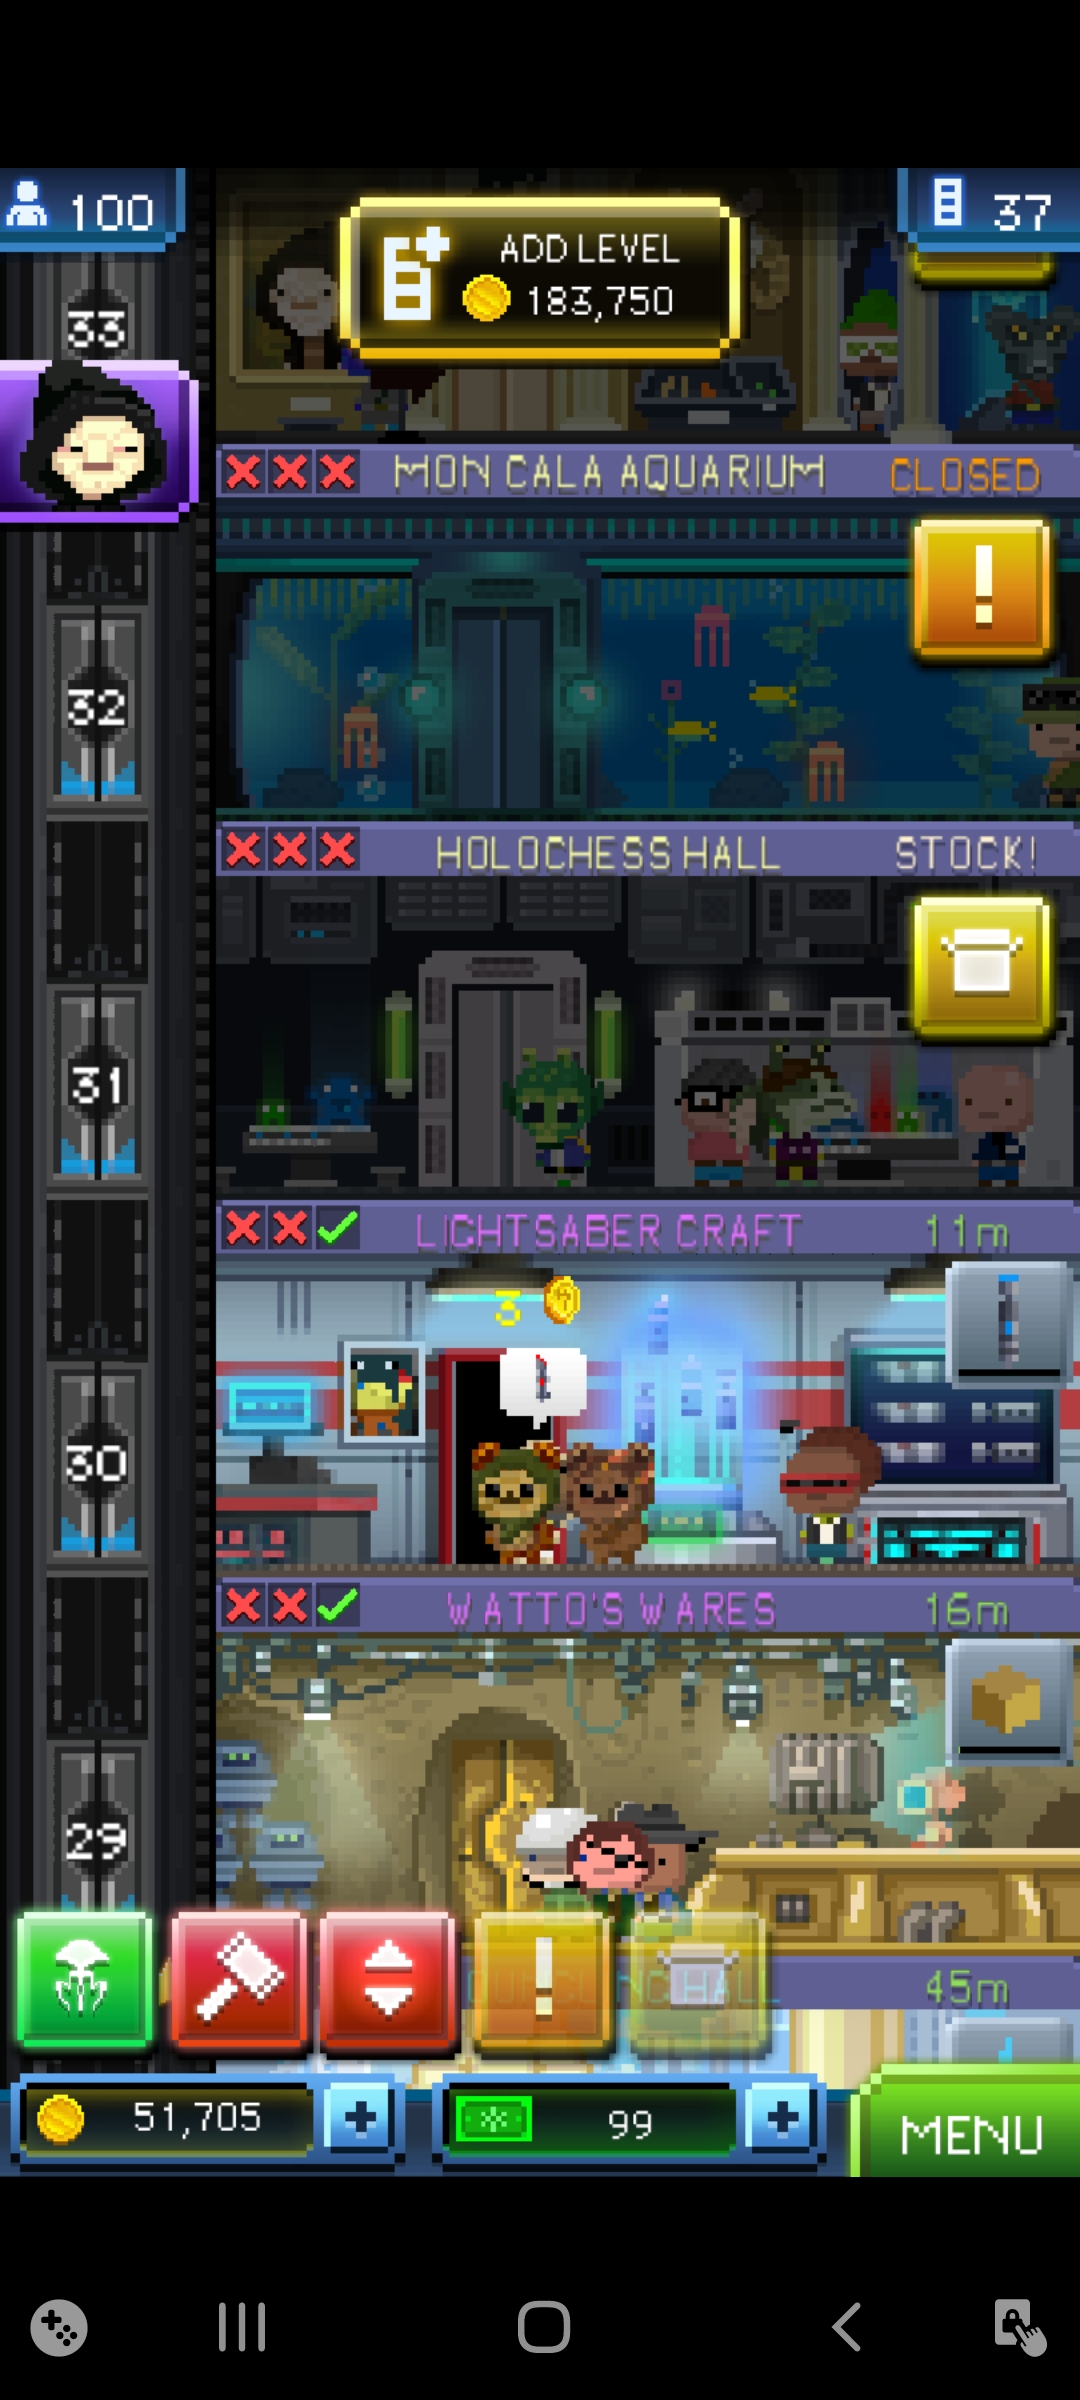 100
37
ADD LEVEL
183,750
33
MON CALA AQUARIUM
CLOSED
!
32
HOLOCHESS HALL
STOCK!
31
LIGHTSABER CRAFT
11m
3
30
WATTO'S WARES
16m
29
!
HALL
45m
51,705
+
99
+
MENU